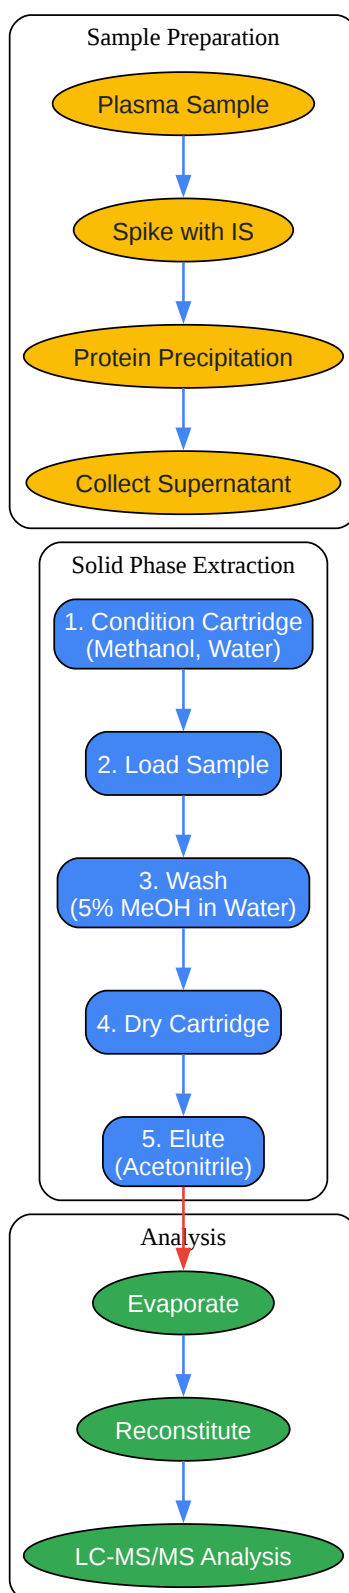 Sample Preparation
Plasma Sample
Spike with IS
Protein Precipitation
Collect Supernatant
Solid Phase Extraction
1. Condition Cartridge
(Methanol, Water)
2. Load Sample
3. Wash
(5% MeOH in Water)
4. Dry Cartridge
5. Elute
(Acetonitrile)
Analysis
Evaporate
Reconstitute
LC-MS/MS Analysis